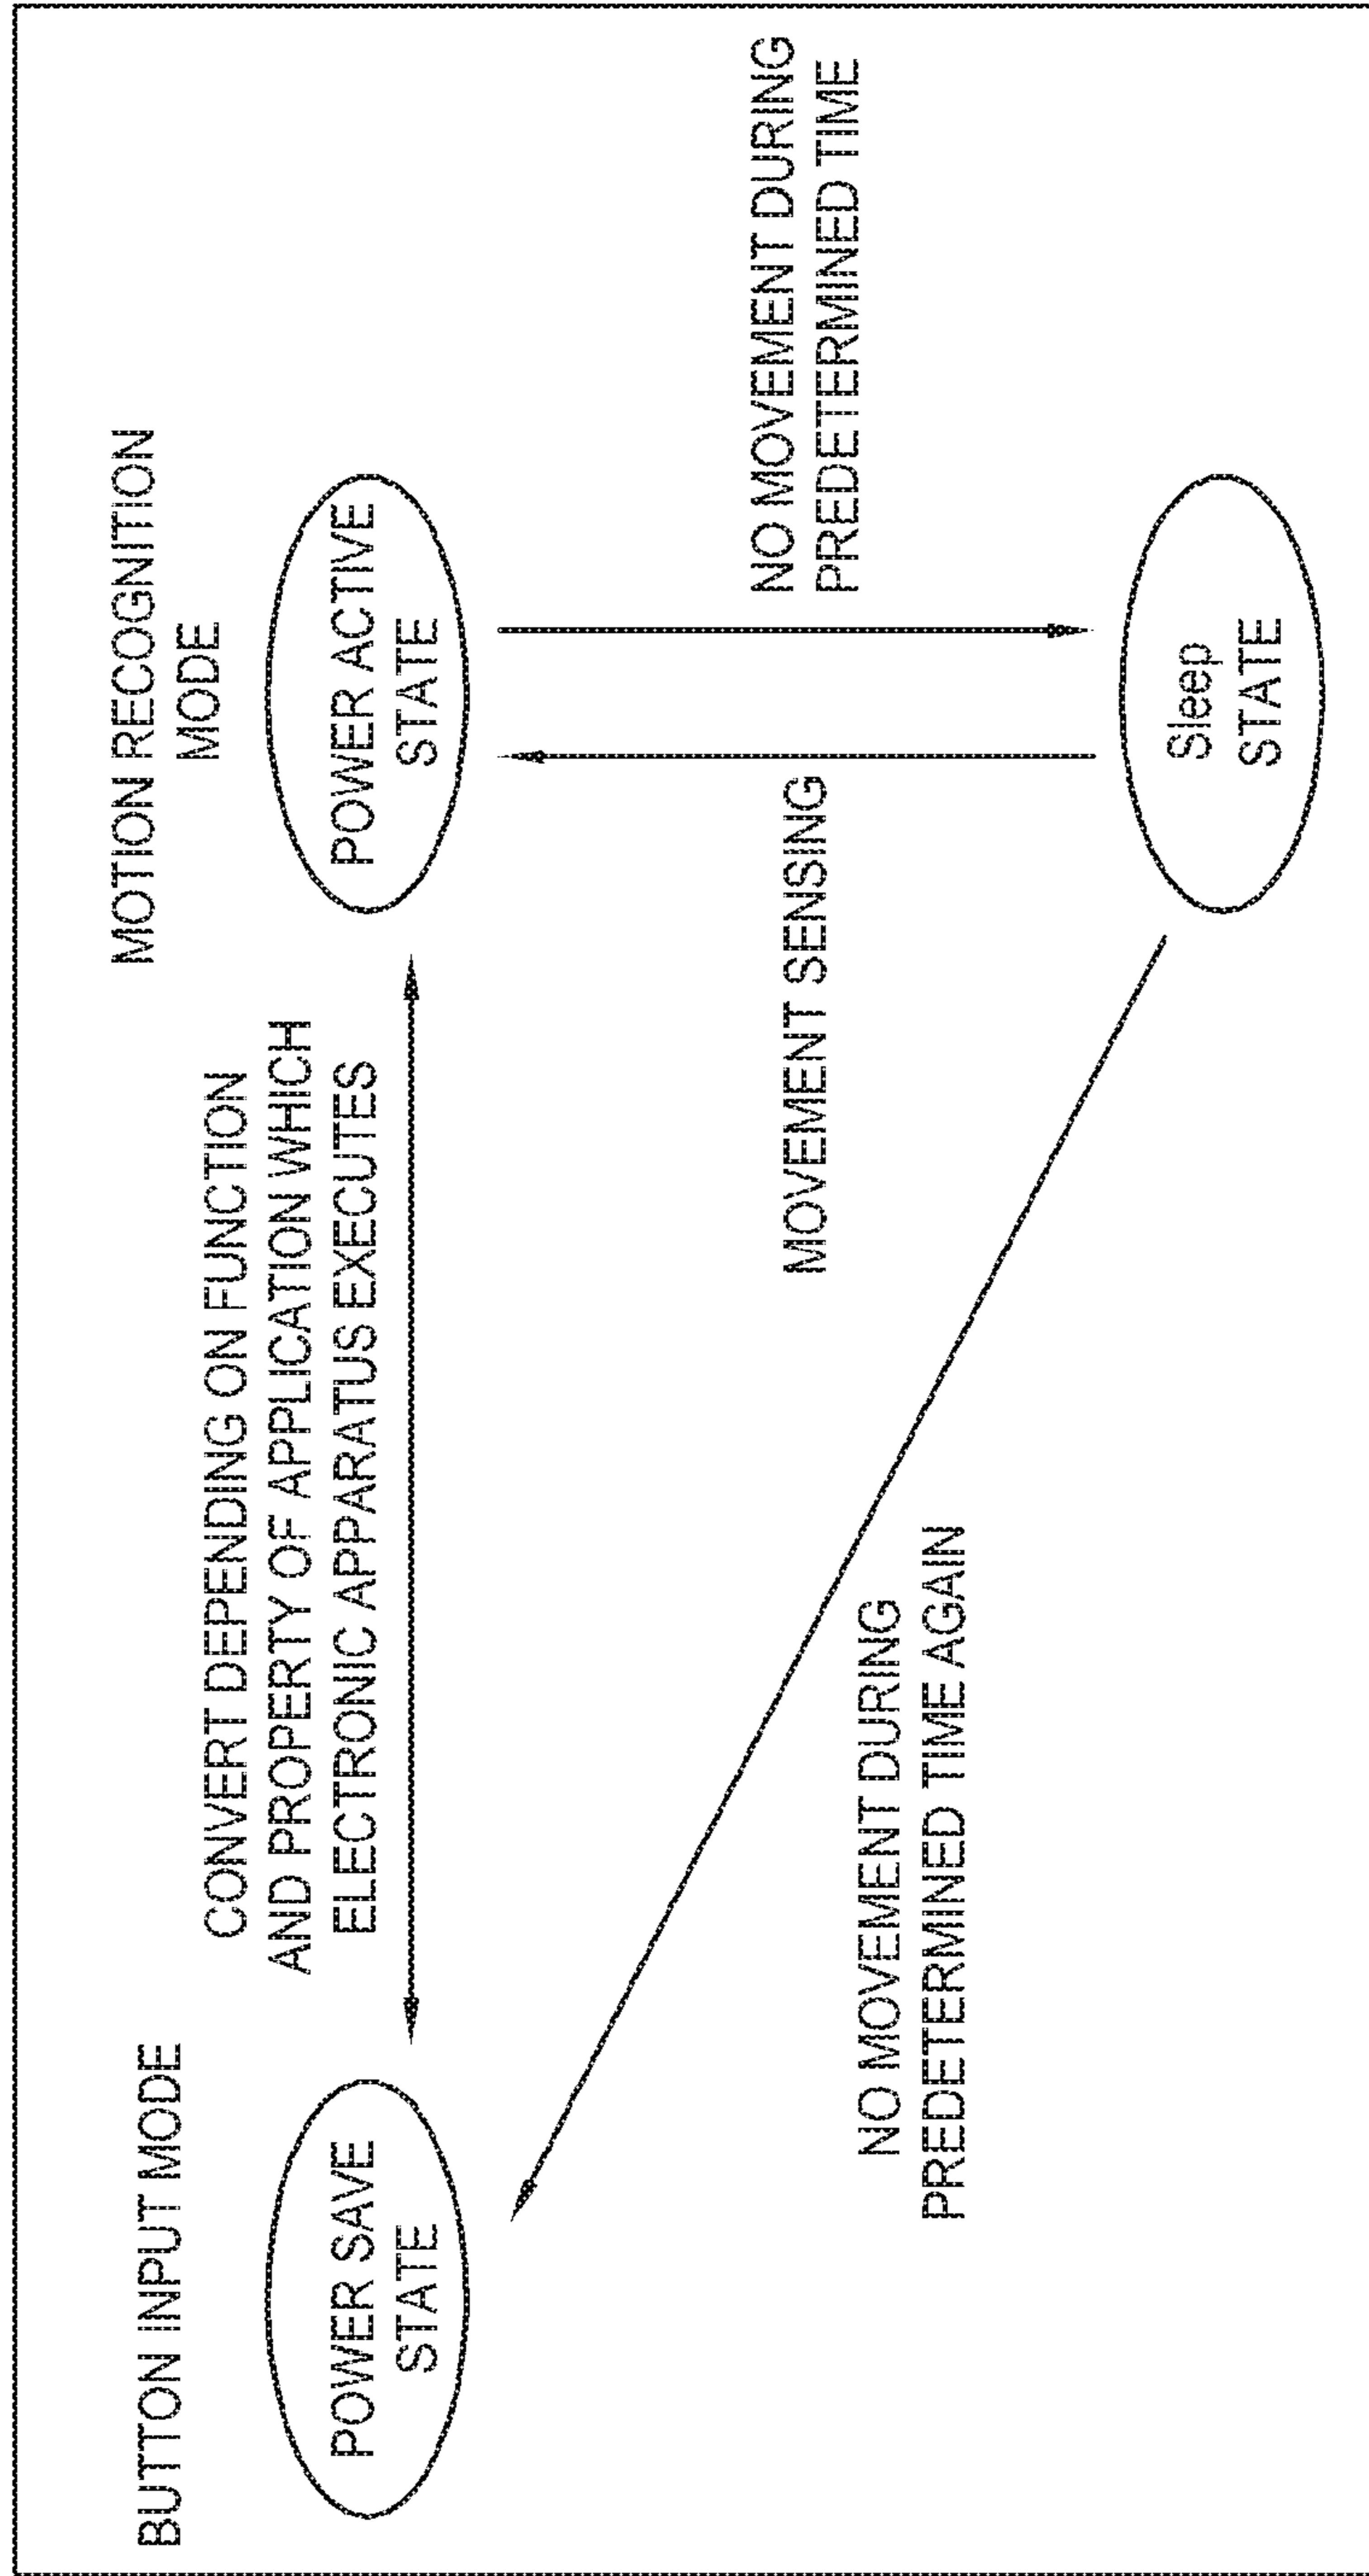 BUTTON INPUT MODE
POWER SAVE
STATE
CONVERT DEPENDING ON FUNCTION
AND PROPERTY OF APPLICATION WHICH
ELECTRONIC APPARATUS EXECUTES
MOTION RECOGNITION
MODE
POWER ACTIVE
STATE
NO MOVEMENT DURING
PREDETERMINED TIME AGAIN
MOVEMENT SENSING
NO MOVEMENT DURING
PREDETERMINED TIME
Sleep
STATE